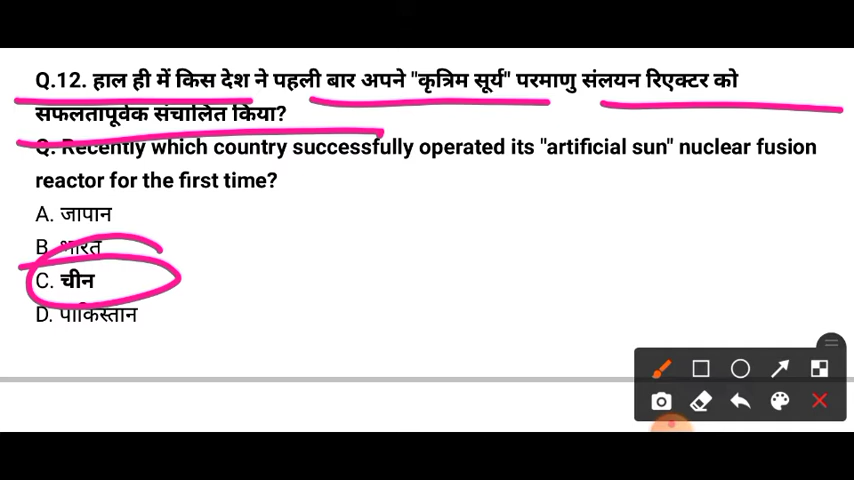 Q.12. हाल ही में किस देश ने पहली बार अपने "कृत्रिम सूर्य" परमाणु संलयन रिएक्टर को
सफलतापूर्वक संचालित किया?
Q. Recently which country successfully operated its "artificial sun" nuclear fusion
reactor for the first time?
A. जापान
B. भारत
C. चीन
D. पाकिस्तान